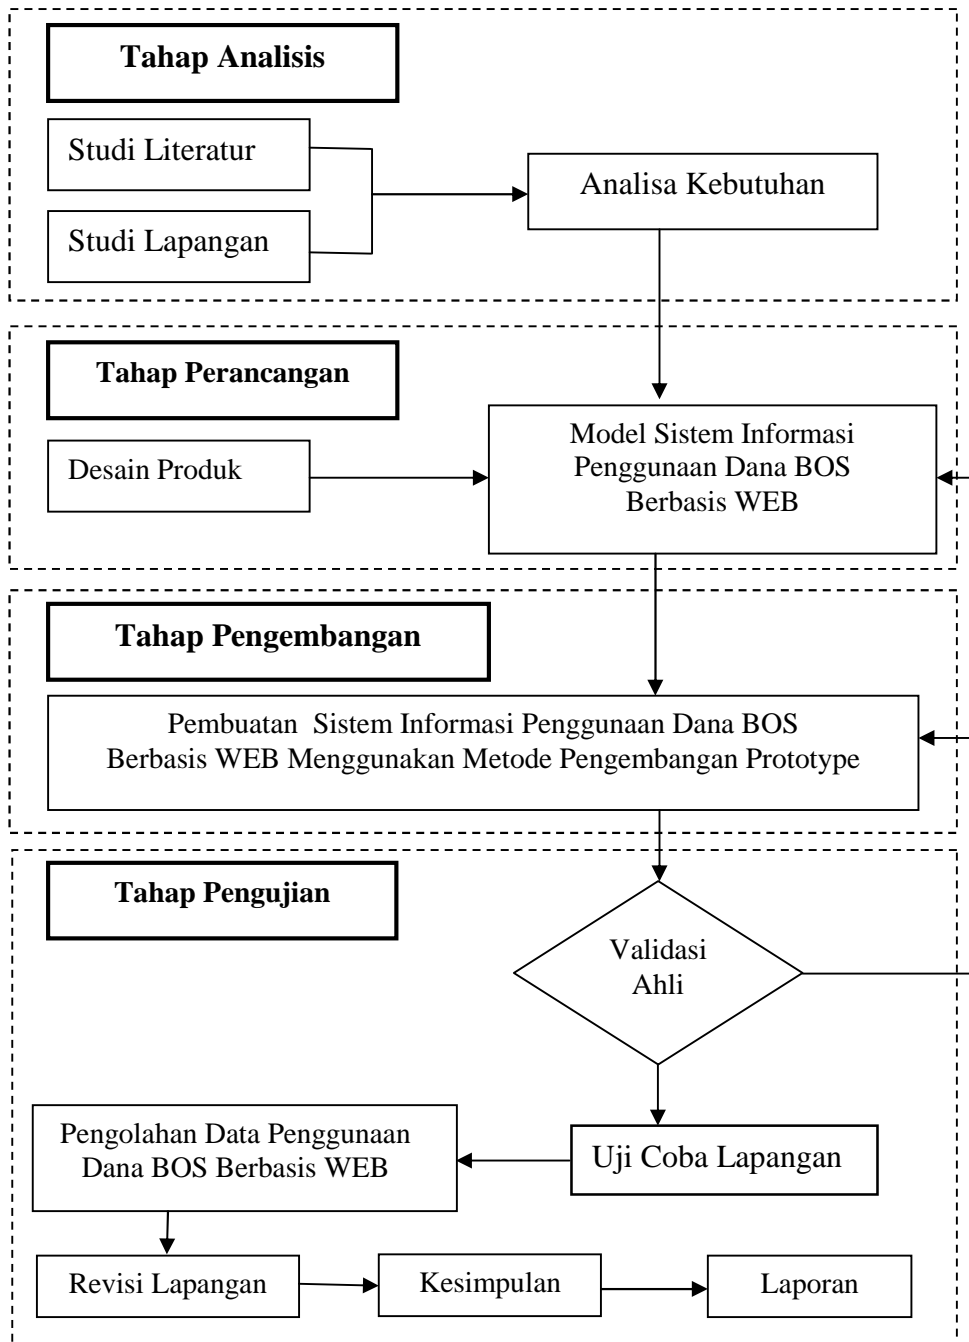 Tahap Analisis
Studi Literatur
Analisa Kebutuhan
Studi Lapangan
Tahap Perancangan
Model Sistem Informasi
Penggunaan Dana BOS
Berbasis WEB
Desain Produk
Tahap Pengembangan
Pembuatan Sistem Informasi Penggunaan Dana BOS
Berbasis WEB Menggunakan Metode Pengembangan Prototype
Tahap Pengujian
Validasi
Ahli
Uji Coba Lapangan
Pengolahan Data Penggunaan
Dana BOS Berbasis WEB
Revisi Lapangan
Kesimpulan
Laporan